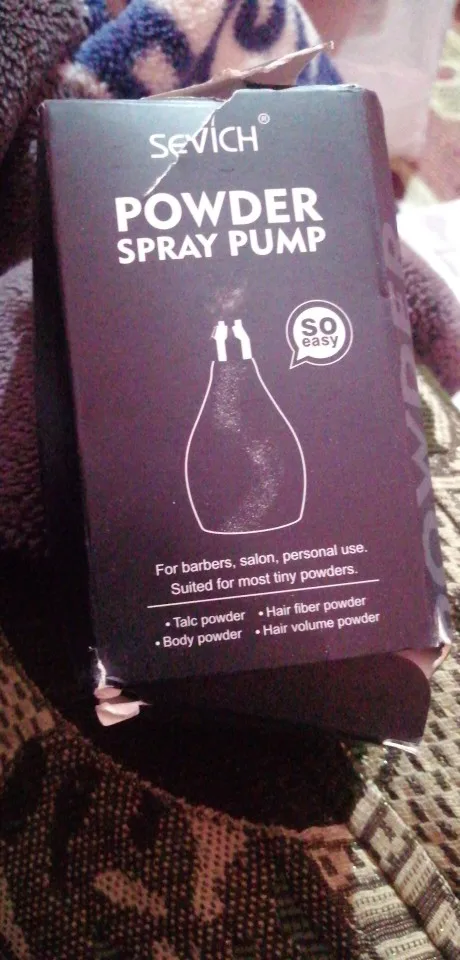 SEVICH®
POWDER
SPRAY PUMP
so
easy
For barbers, salon, personal use.
Suited for most tiny powders.
• Talc powder • Hair fiber powder
• Body powder • Hair volume powder
POWDER